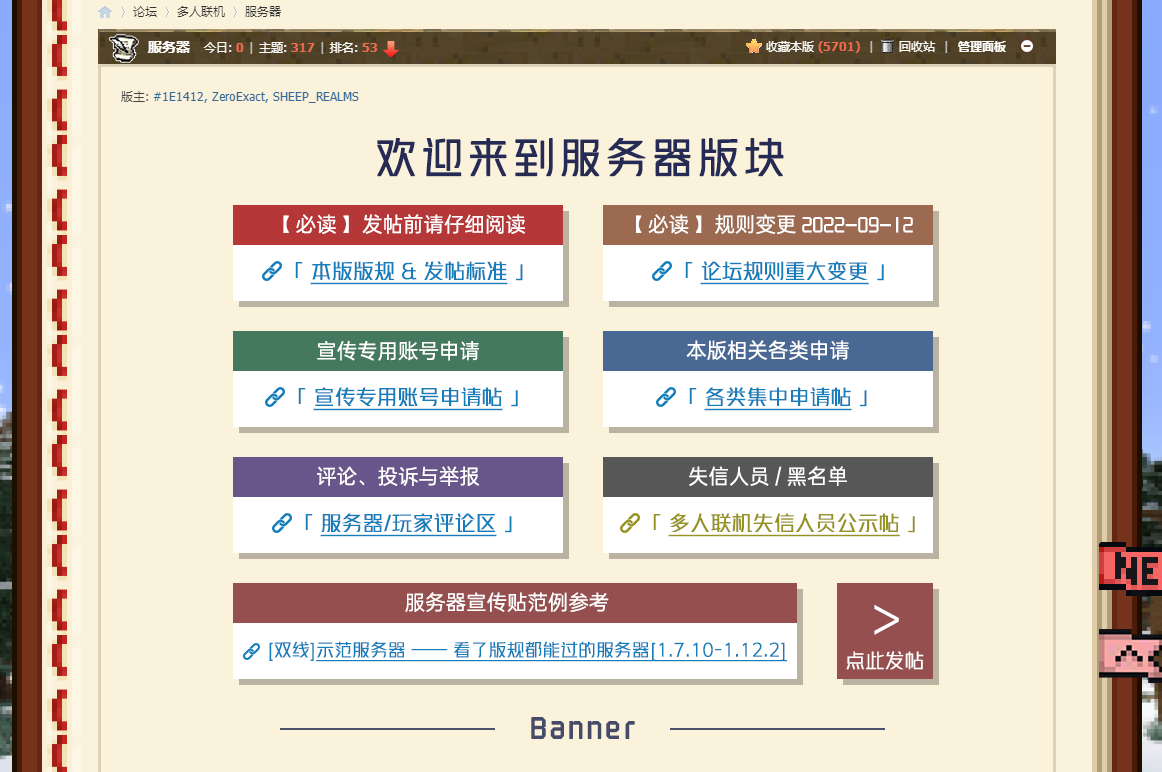 论坛 〉 多人联机 〉 服务器
服务器 今日: 0 | 主题: 317 | 排名: 53
收藏本版 (5701) | 回收站 | 管理面板
版主: #1E1412, ZeroExact, SHEEP_REALMS
欢迎来到服务器版块
【 必读 】发帖前请仔细阅读
「 本版版规 & 发帖标准 」
【 必读 】规则变更 2022-09-12
「 论坛规则重大变更 」
宣传专用账号申请
「 宣传专用账号申请帖 」
本版相关各类申请
「 各类集中申请帖 」
评论、投诉与举报
「 服务器/玩家评论区 」
失信人员 / 黑名单
「 多人联机失信人员公示帖 」
服务器宣传贴范例参考
[双线]示范服务器 —— 看了版规都能过的服务器[1.7.10-1.12.2]
>
点此发帖
NE
Banner